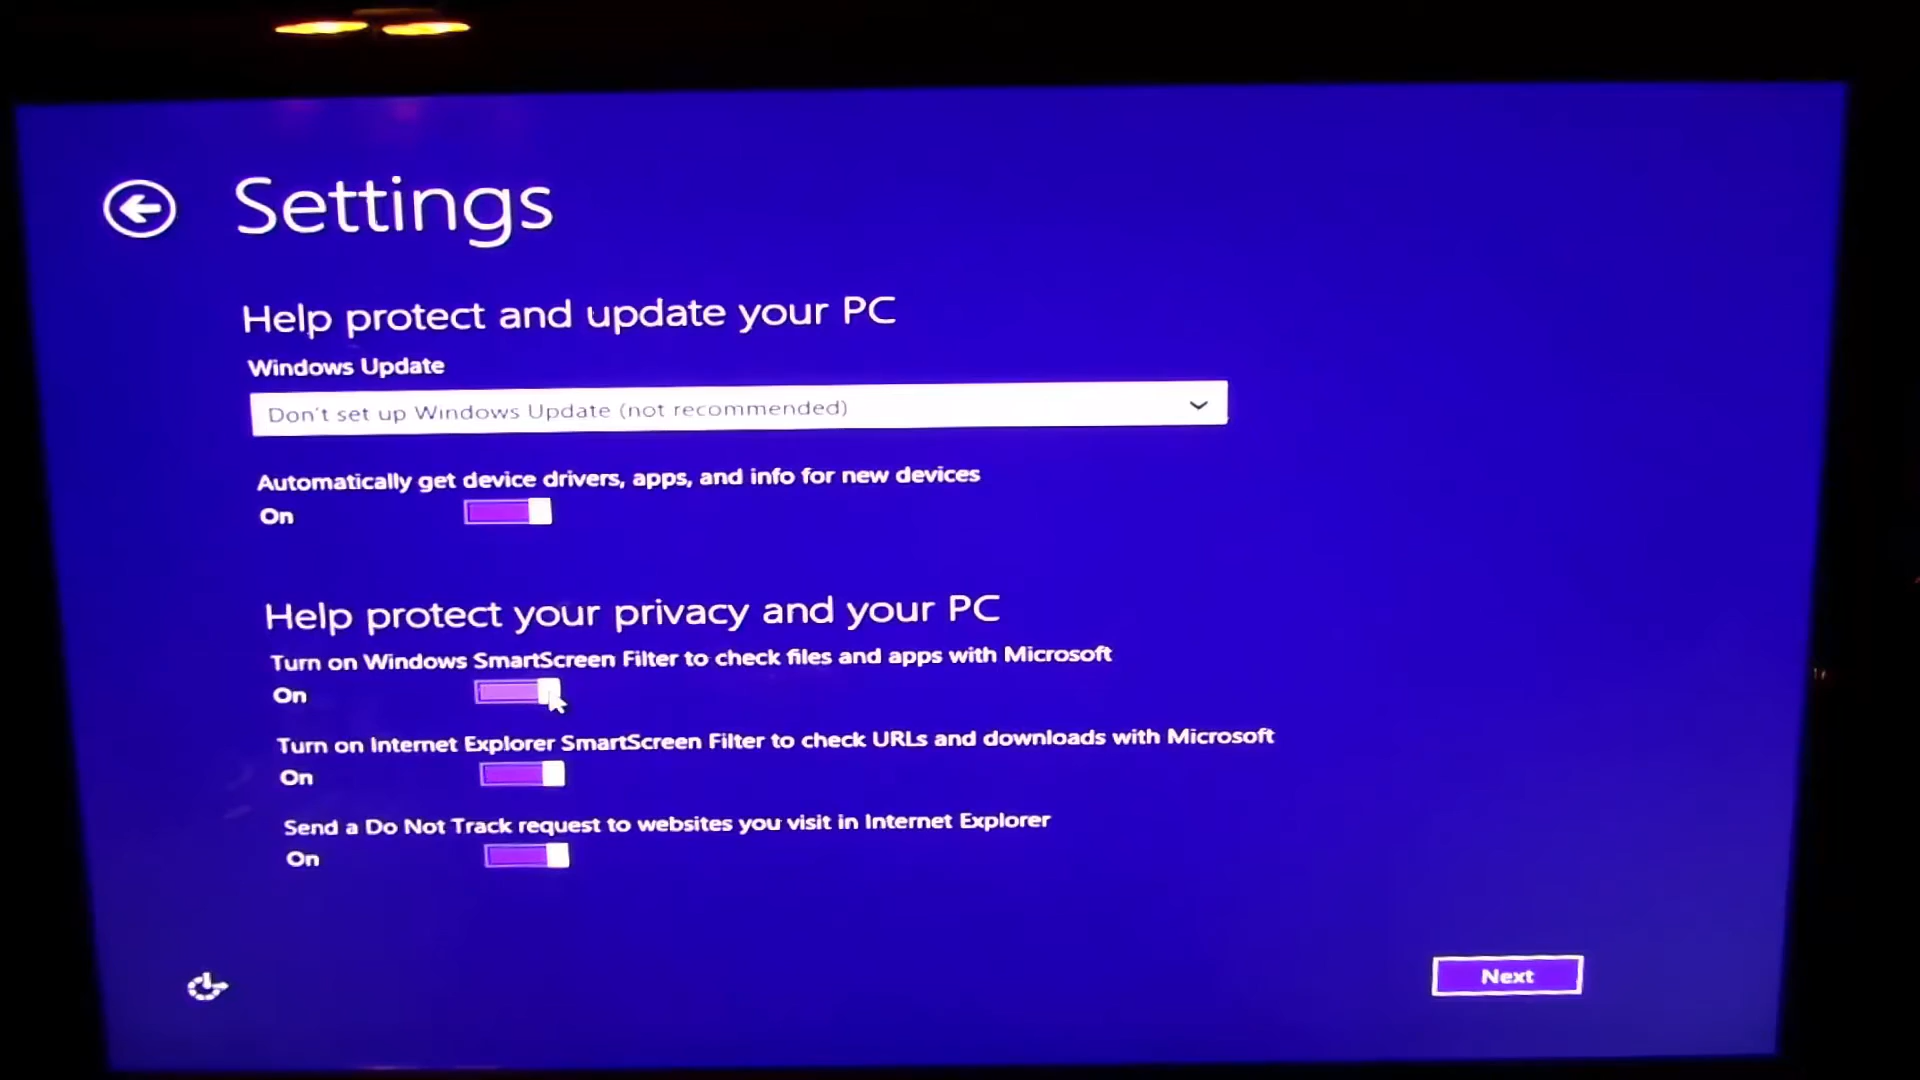 Settings
Help protect and update your PC
Windows Update
Don't set up Windows Update (not recommended)
Automatically get device drivers, apps, and info for new devices
On
Help protect your privacy and your PC
Turn on Windows SmartScreen Filter to check files and apps with Microsoft
On
Turn on Internet Explorer SmartScreen Filter to check URLs and downloads with Microsoft
On
Send a Do Not Track request to websites you visit in Internet Explorer
On
Next